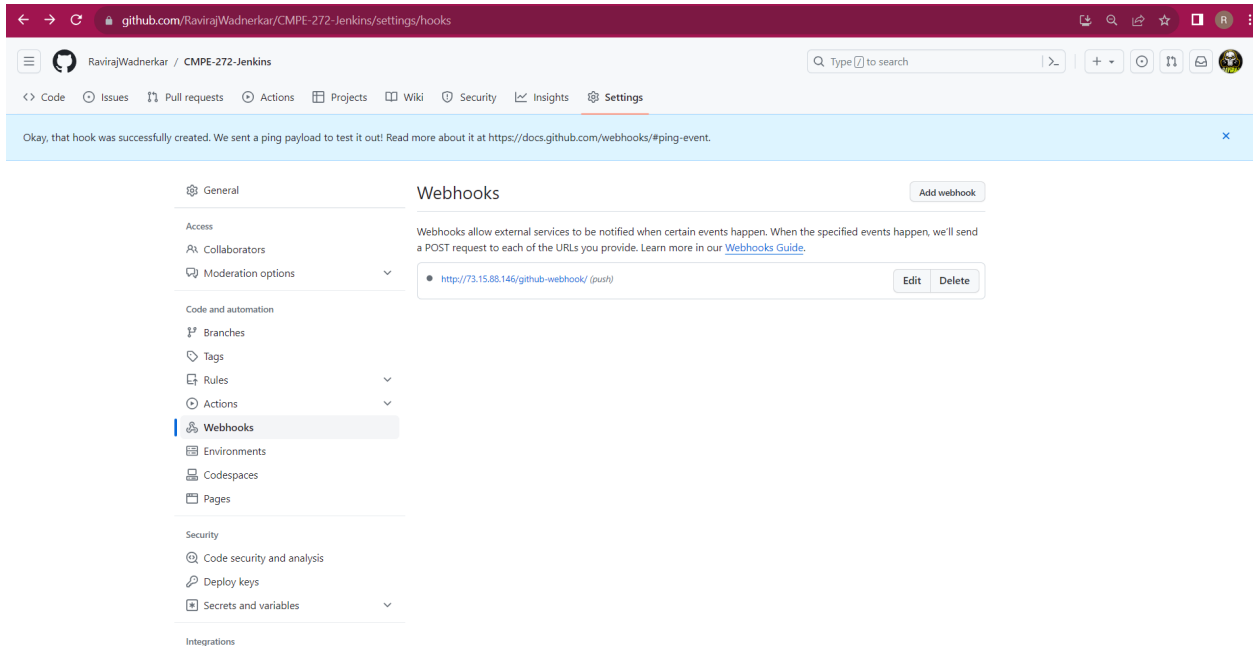 github.com/RavirajWadnerkar/CMPE-272-Jenkins/settings/hooks
R
RavirajWadnerkar / CMPE-272-Jenkins
Type / to search
Code Issues Pull requests Actions Projects Wiki Security Insights Settings
Okay, that hook was successfully created. We sent a ping payload to test it out! Read more about it at https://docs.github.com/webhooks/#ping-event.
General
Access
Collaborators
Moderation options
Code and automation
Branches
Tags
Rules
Actions
Webhooks
Environments
Codespaces
Pages
Security
Code security and analysis
Deploy keys
Secrets and variables
Integrations
Webhooks
Add webhook
Webhooks allow external services to be notified when certain events happen. When the specified events happen, we'll send
a POST request to each of the URLs you provide. Learn more in our Webhooks Guide.
http://73.15.88.146/github-webhook/ (push)
Edit Delete